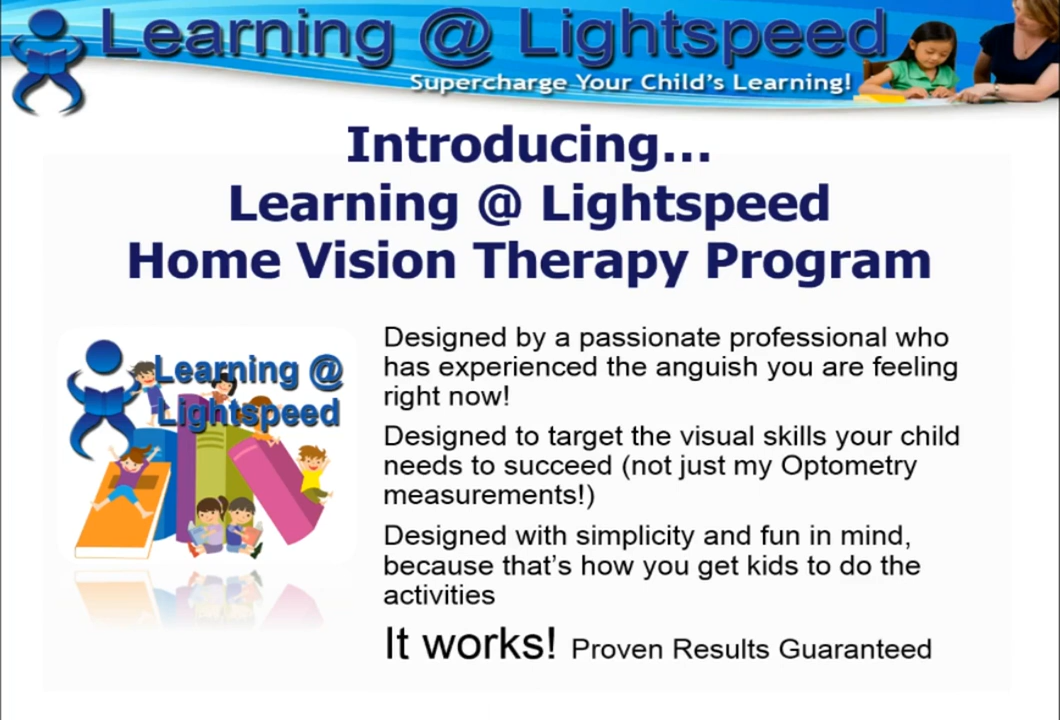 Learning @ Lightspeed
Supercharge Your Child's Learning!
Introducing...
Learning @ Lightspeed
Home Vision Therapy Program
Learning @
Lightspeed
Designed by a passionate professional who
has experienced the anguish you are feeling
right now!
Designed to target the visual skills your child
needs to succeed (not just my Optometry
measurements!)
Designed with simplicity and fun in mind,
because that's how you get kids to do the
activities
It works! Proven Results Guaranteed